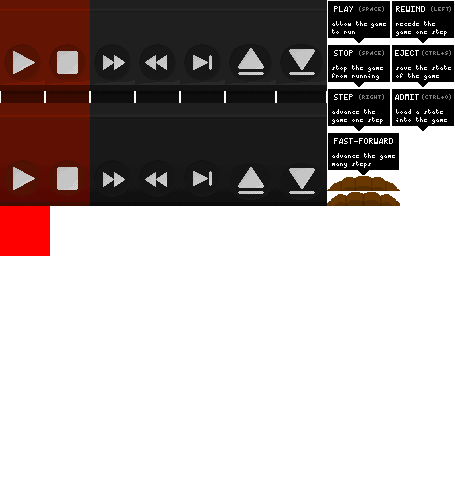 PLAY (SPACE)
allow the game
to run
REWIND (LEFT)
recede the
game one step
STOP (SPACE)
stop the game
from running
EJECT (CTRL+S)
save the state
of the game
STEP (RIGHT)
advance the
game one step
ADMIT (CTRL+O)
load a state
into the game
FAST-FORWARD
advance the game
many steps